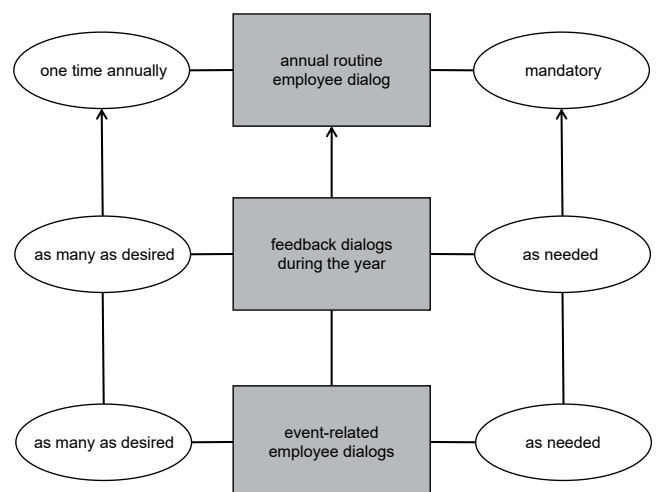 one time annually
annual routine
employee dialog
mandatory
as many as desired
feedback dialogs
during the year
as needed
as many as desired
event-related
employee dialogs
as needed